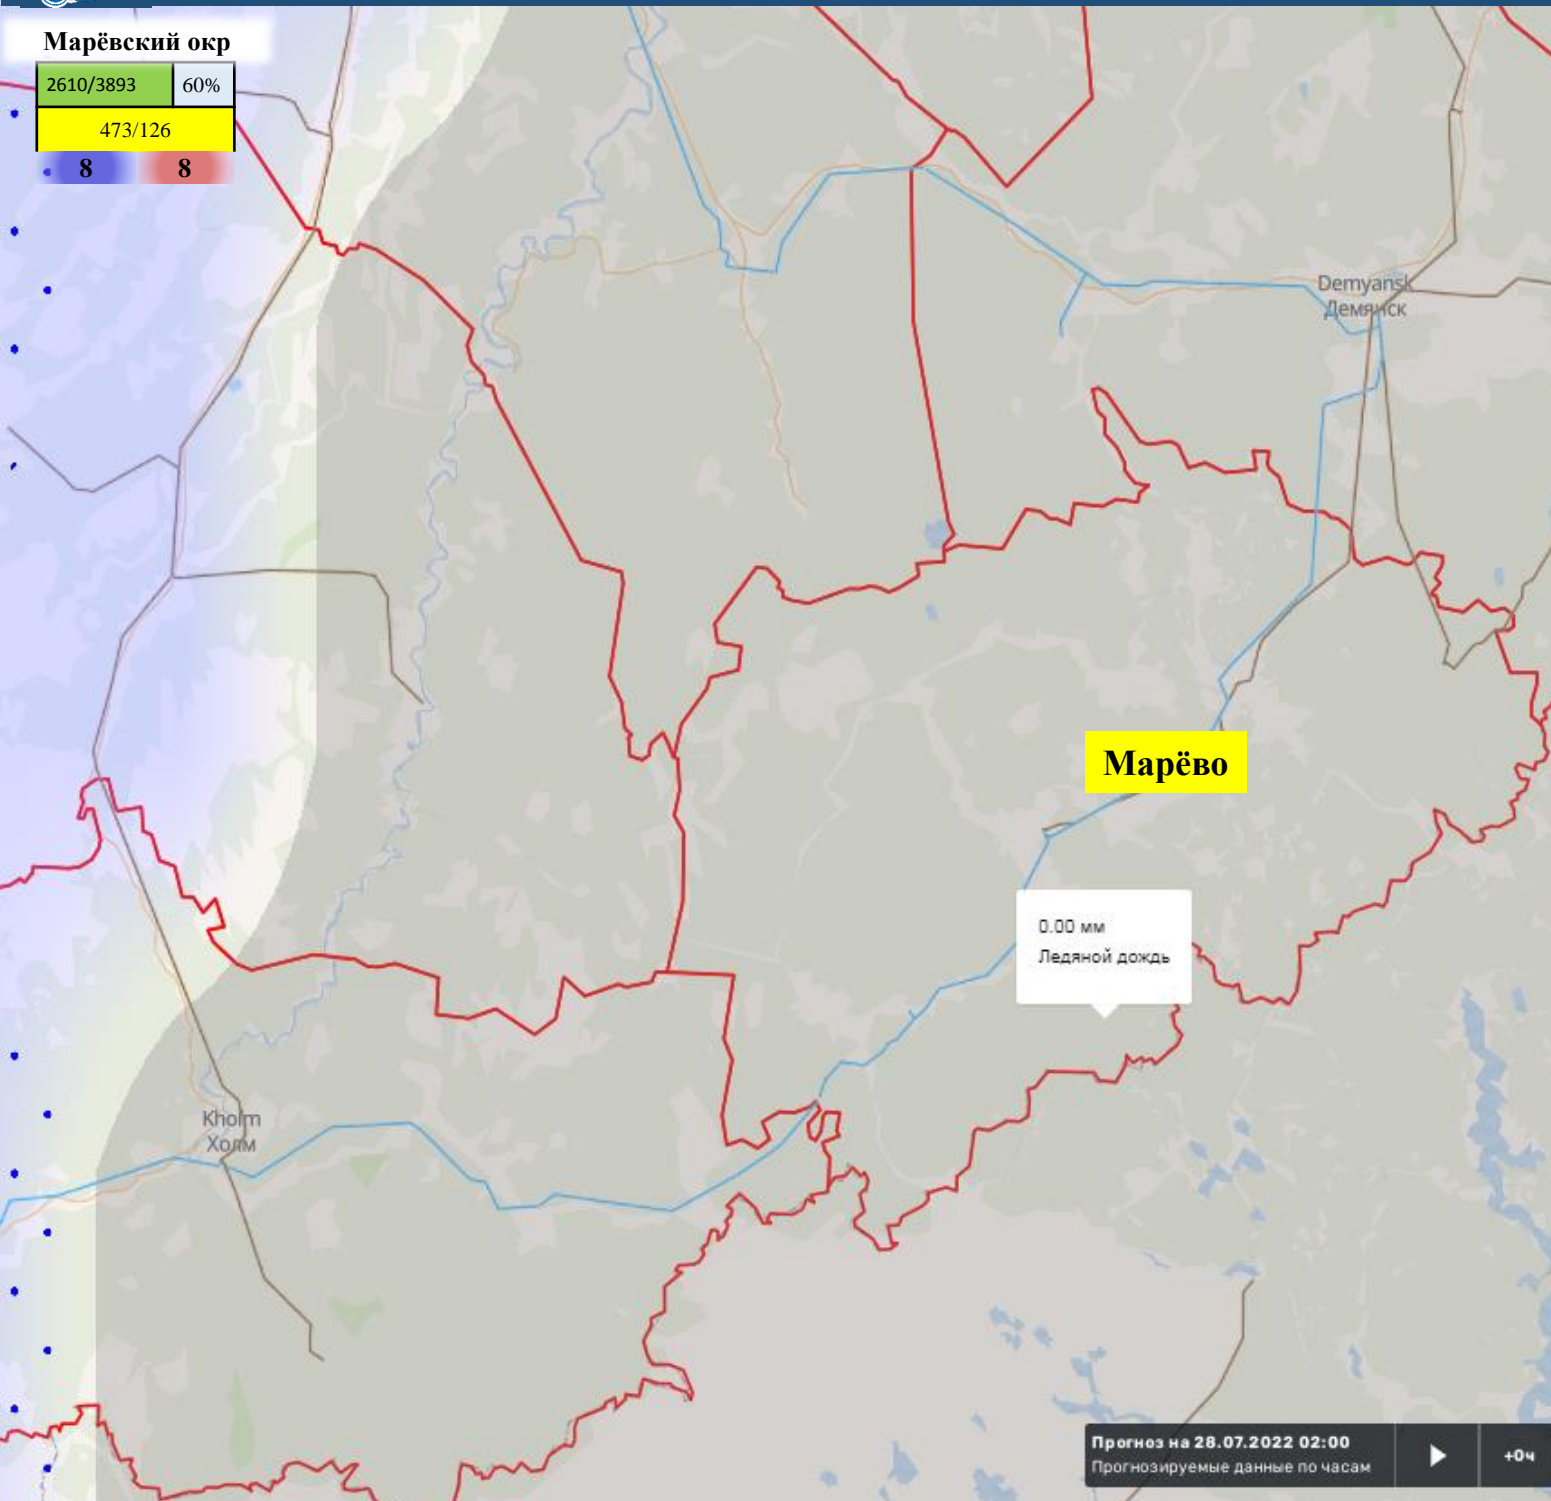 Марёвский окр
2610/3893 60%
473/126
8 8
Demyansk
Демянск
Марёво
0.00 мм
Ледяной дождь
Kholm
Холм
Прогноз на 28.07.2022 02:00
Прогнозируемые данные по часам
+0ч